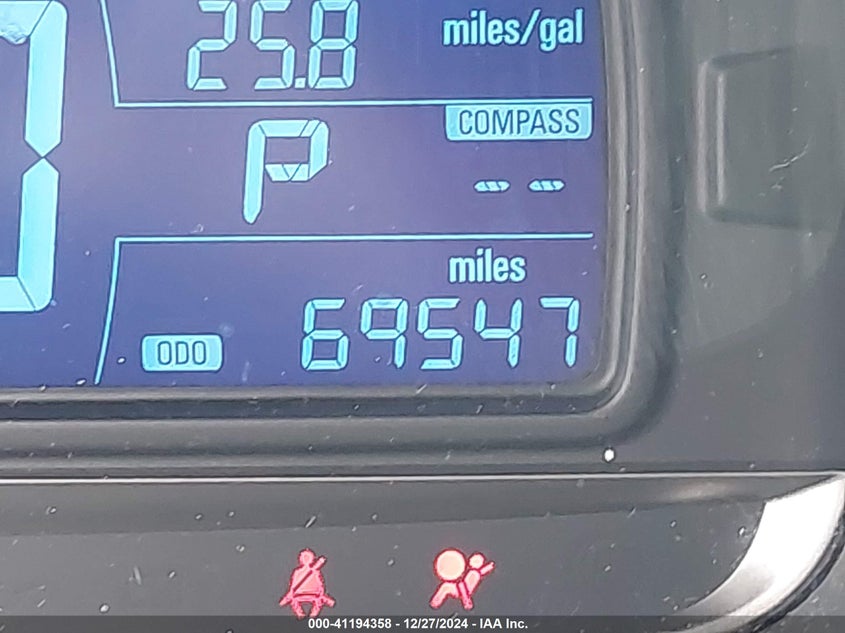 25.8 miles/gal
P COMPASS
--
miles
ODO 69547
000-41194358 - 12/27/2024 - IAA Inc.